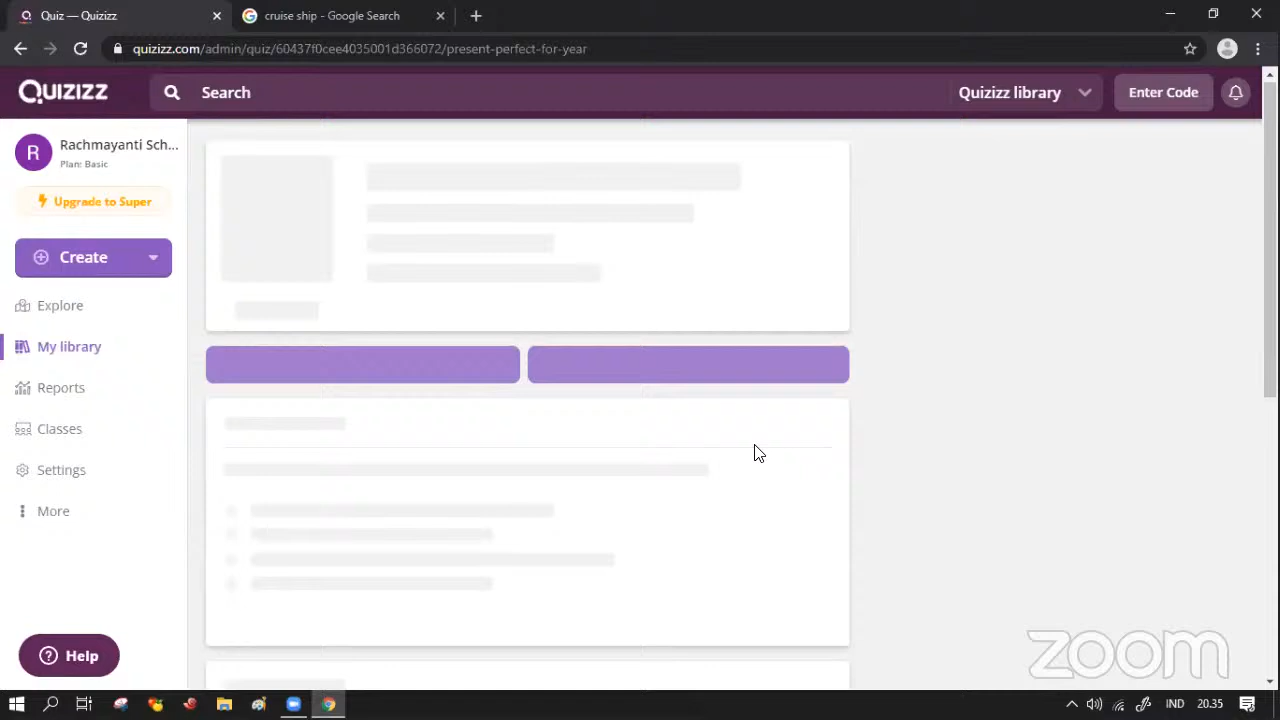 Quiz — Quizizz
cruise ship - Google Search
quizizz.com/admin/quiz/60437f0cee4035001d366072/present-perfect-for-year
QUIZIZZ
Search
Quizizz library
Enter Code
R
Rachmayanti Sch...
Plan: Basic
Upgrade to Super
Create
Explore
My library
Reports
Classes
Settings
More
Help
zoom
IND
20.35